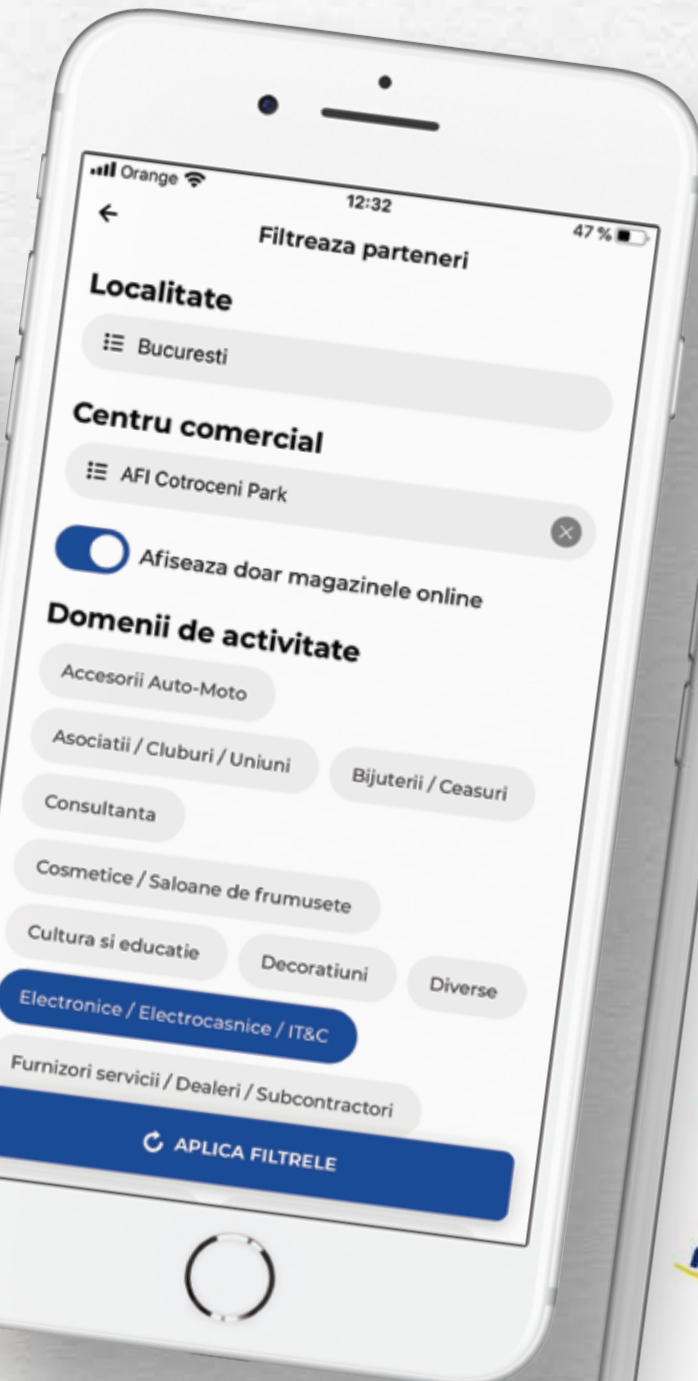 Orange
12:32
47 %
Filtreaza parteneri
Localitate
Bucuresti
Centru comercial
AFI Cotroceni Park
Afiseaza doar magazinele online
Domenii de activitate
Accesorii Auto-Moto
Asociatii / Cluburi / Uniuni
Bijuterii / Ceasuri
Consultanta
Cosmetice / Saloane de frumusete
Cultura si educatie
Decoratiuni
Diverse
Electronice / Electrocasnice / IT&C
Furnizori servicii / Dealeri / Subcontractori
APLICA FILTRELE